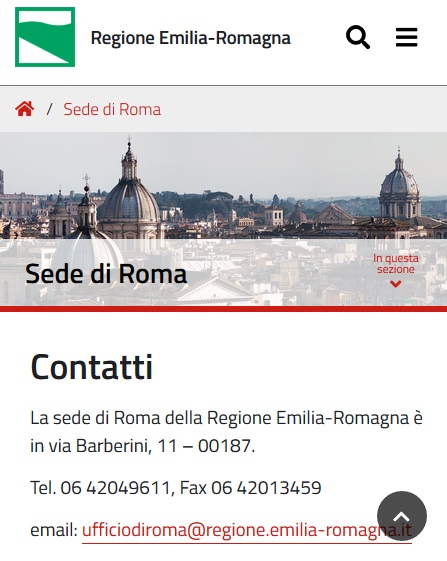 Regione Emilia-Romagna
/ Sede di Roma
Sede di Roma
In questa
sezione
Contatti
La sede di Roma della Regione Emilia-Romagna è
in via Barberini, 11 – 00187.
Tel. 06 42049611, Fax 06 42013459
email: ufficiodiroma@regione.emilia-romagna.it